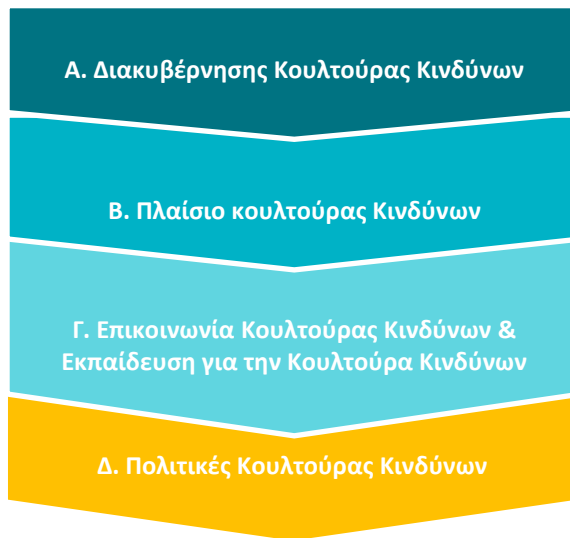 Α. Διακυβέρνησης Κουλτούρας Κινδύνων
Β. Πλαίσιο κουλτούρας Κινδύνων
Γ. Επικοινωνία Κουλτούρας Κινδύνων &
Εκπαίδευση για την Κουλτούρα Κινδύνων
Δ. Πολιτικές Κουλτούρας Κινδύνων